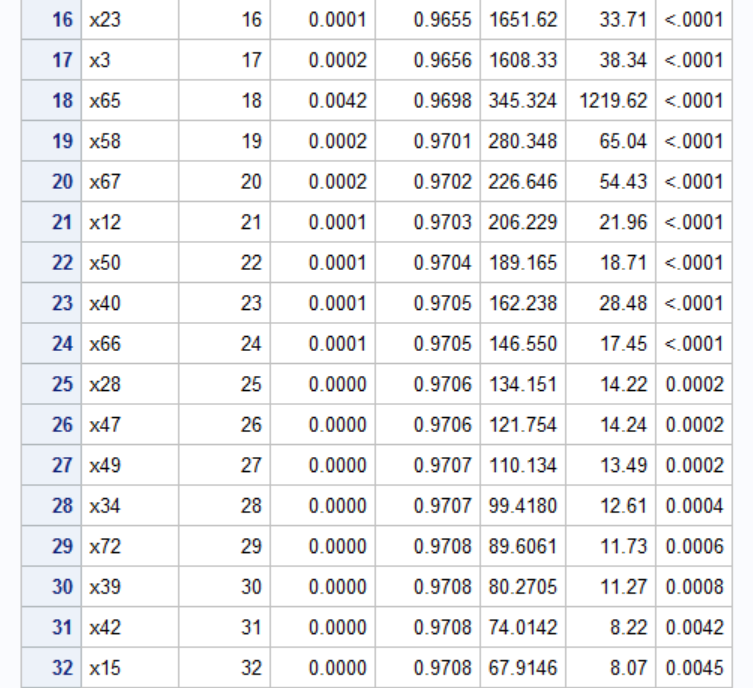 16 x23 16 0.0001 0.9655 1651.62 33.71 <.0001
17 x3 17 0.0002 0.9656 1608.33 38.34 <.0001
18 x65 18 0.0042 0.9698 345.324 1219.62 <.0001
19 x58 19 0.0002 0.9701 280.348 65.04 <.0001
20 x67 20 0.0002 0.9702 226.646 54.43 <.0001
21 x12 21 0.0001 0.9703 206.229 21.96 <.0001
22 x50 22 0.0001 0.9704 189.165 18.71 <.0001
23 x40 23 0.0001 0.9705 162.238 28.48 <.0001
24 x66 24 0.0001 0.9705 146.550 17.45 <.0001
25 x28 25 0.0000 0.9706 134.151 14.22 0.0002
26 x47 26 0.0000 0.9706 121.754 14.24 0.0002
27 x49 27 0.0000 0.9707 110.134 13.49 0.0002
28 x34 28 0.0000 0.9707 99.4180 12.61 0.0004
29 x72 29 0.0000 0.9708 89.6061 11.73 0.0006
30 x39 30 0.0000 0.9708 80.2705 11.27 0.0008
31 x42 31 0.0000 0.9708 74.0142 8.22 0.0042
32 x15 32 0.0000 0.9708 67.9146 8.07 0.0045